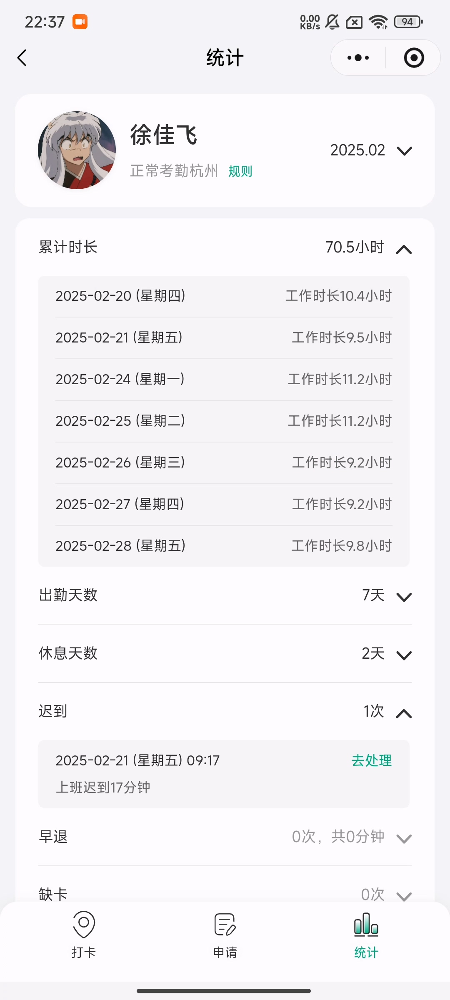 22:37
0.00
KB/s
94
统计
徐佳飞
正常考勤杭州 规则
2025.02
累计时长 70.5小时
2025-02-20 (星期四) 工作时长10.4小时
2025-02-21 (星期五) 工作时长9.5小时
2025-02-24 (星期一) 工作时长11.2小时
2025-02-25 (星期二) 工作时长11.2小时
2025-02-26 (星期三) 工作时长9.2小时
2025-02-27 (星期四) 工作时长9.2小时
2025-02-28 (星期五) 工作时长9.8小时
出勤天数 7天
休息天数 2天
迟到 1次
2025-02-21 (星期五) 09:17 去处理
上班迟到17分钟
早退 0次，共0分钟
缺卡 0次
打卡 申请 统计